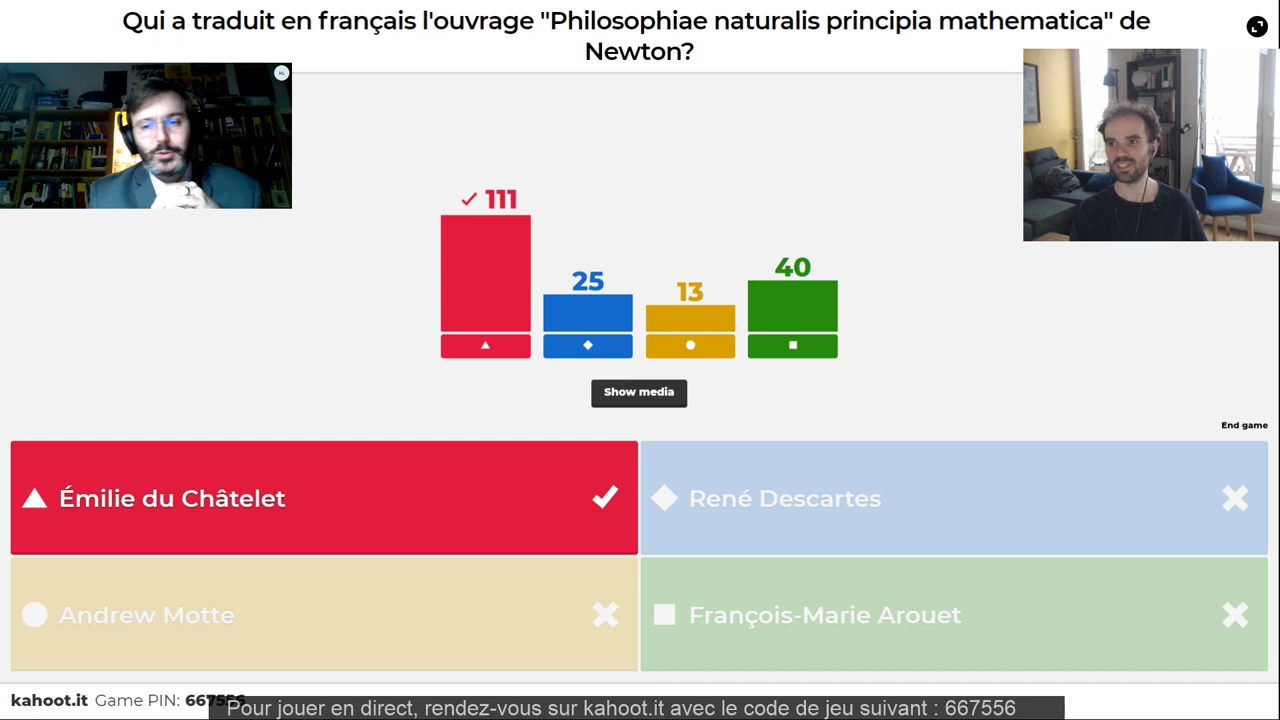 Qui a traduit en français l'ouvrage "Philosophiae naturalis principia mathematica" de
Newton?
111
25
13
40
Show media
End game
Émilie du Châtelet
René Descartes
Andrew Motte
François-Marie Arouet
kahoot.it Game PIN: 667556
Pour jouer en direct, rendez-vous sur kahoot.it avec le code de jeu suivant : 667556